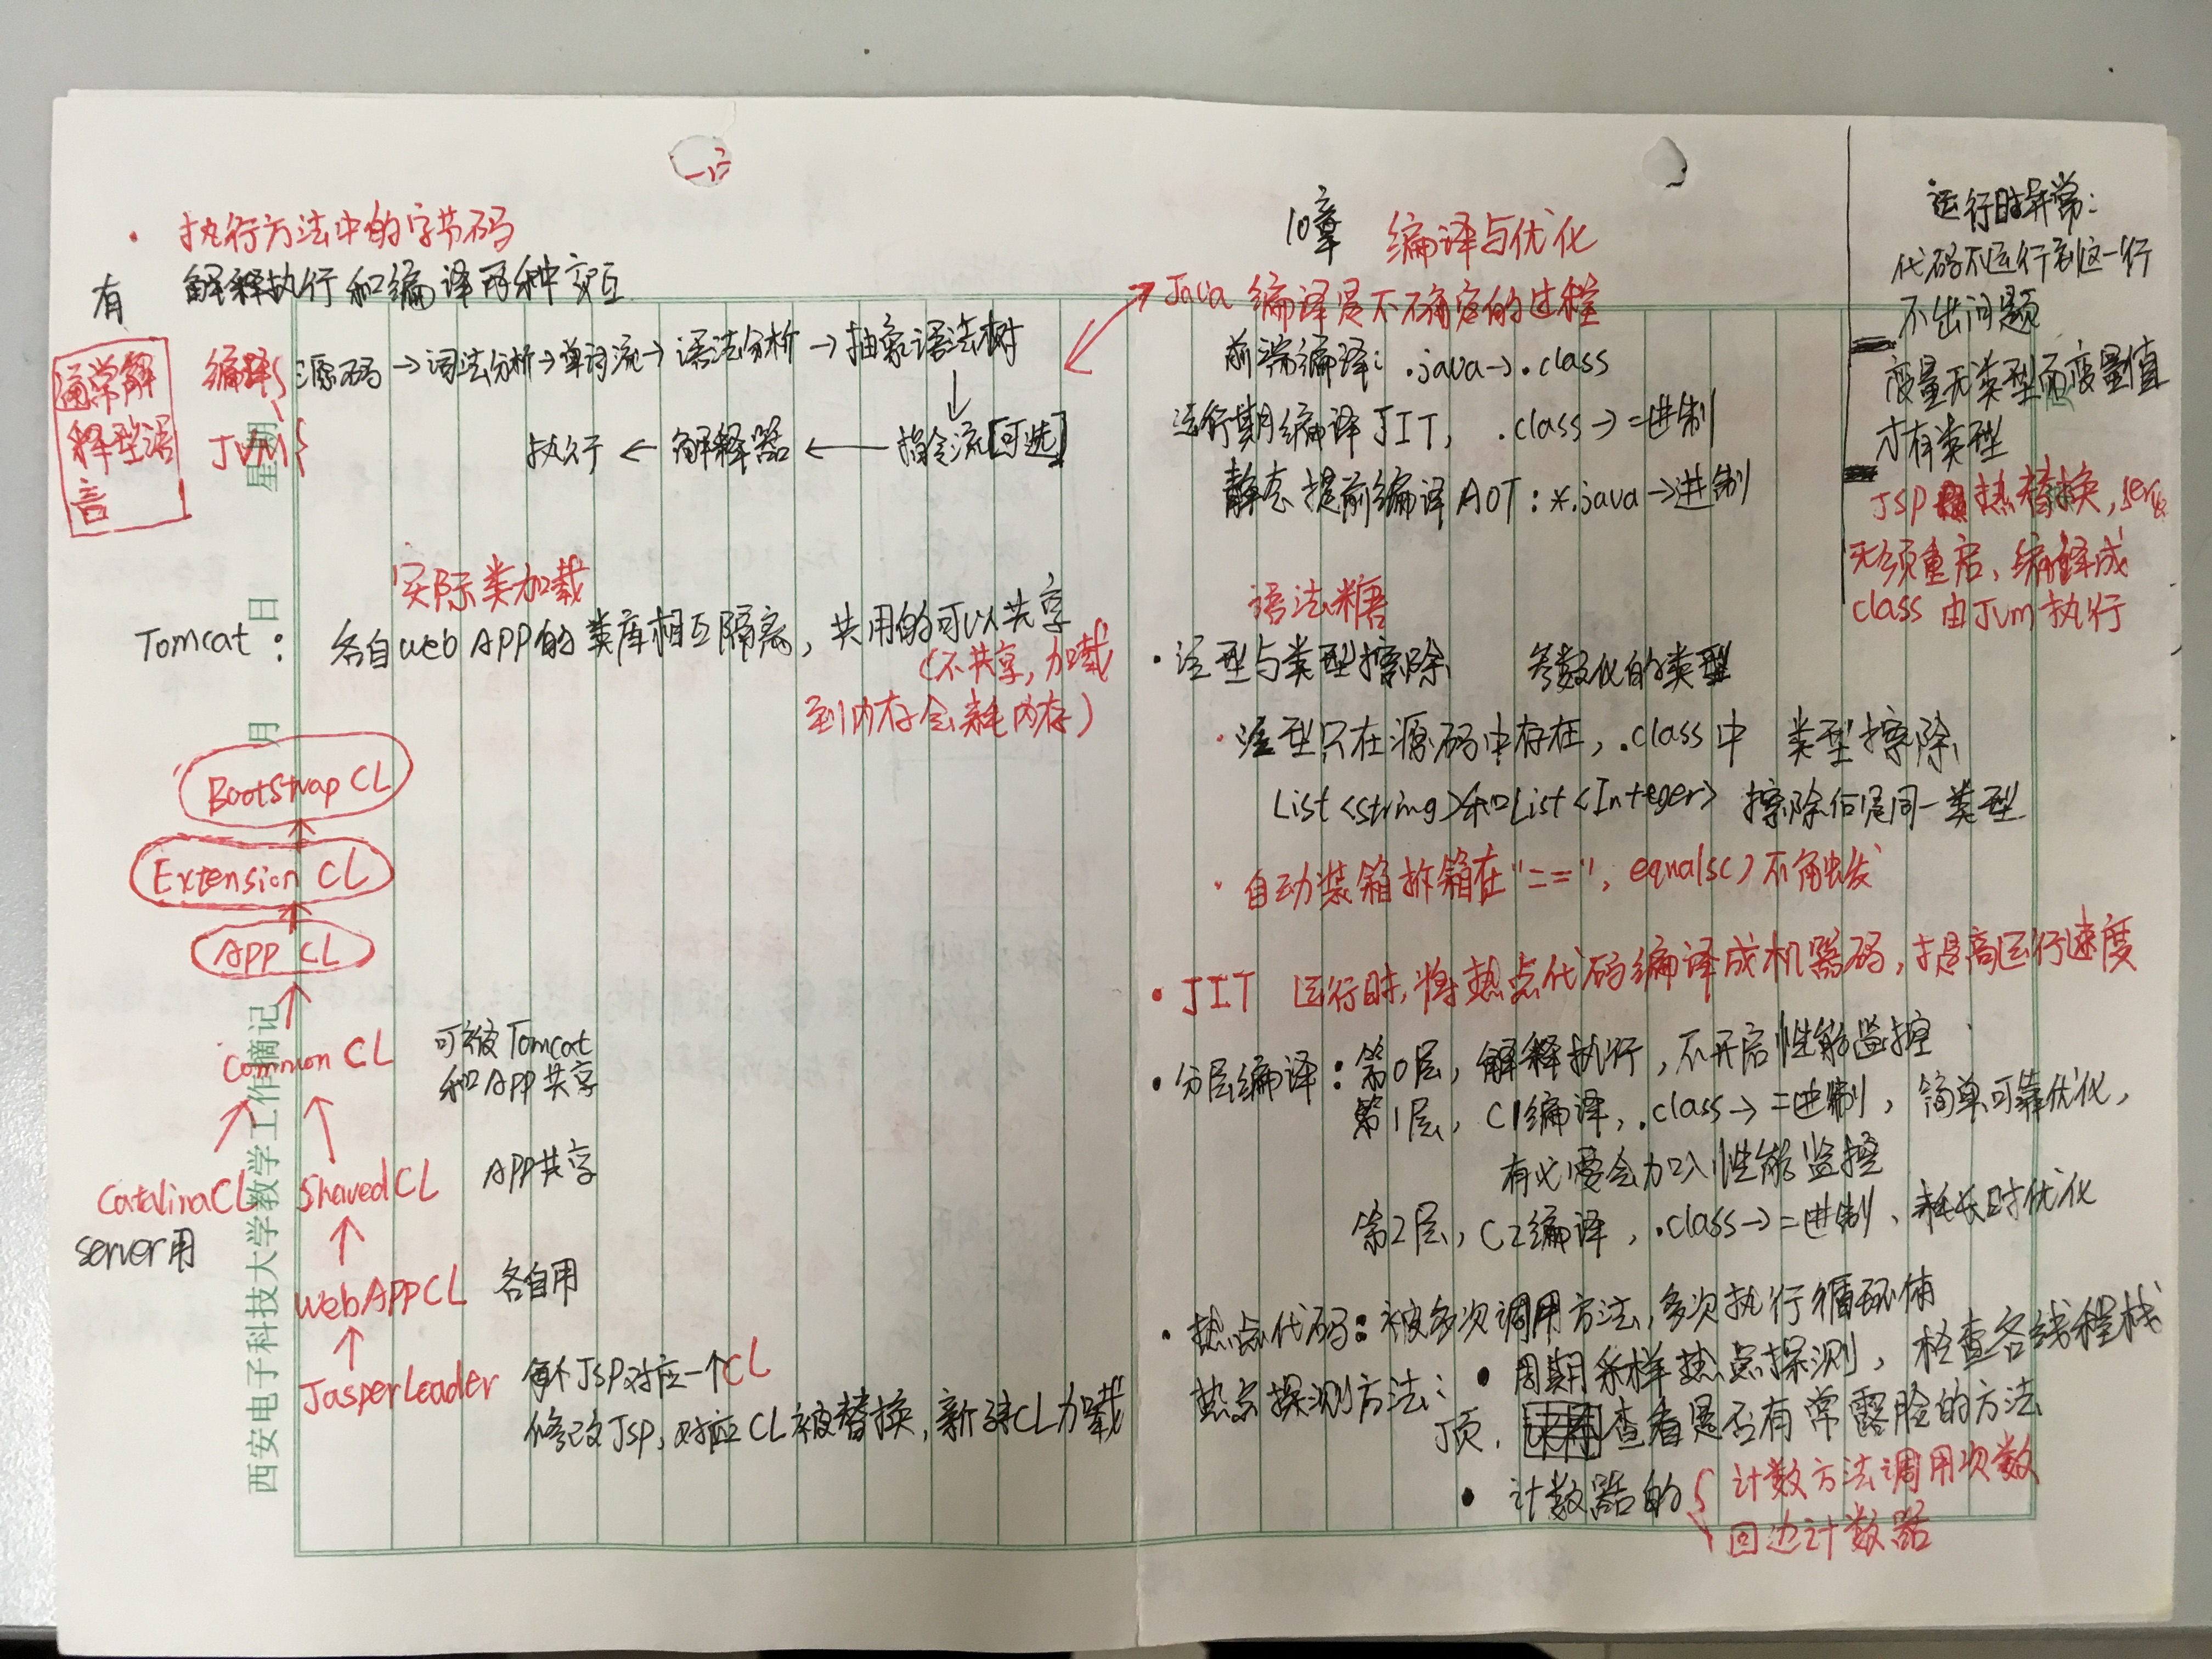 · 执行方法中的字节码
有 解释执行和编译两种交互
通常解
释型语
言
编译{ 源码→词法分析→单词流→语法分析→抽象语法树
↓
JVM{ 执行 ← 解释器 ← 指令流[可选]
实际类加载
Tomcat: 各自web APP的类库相互隔离,共用的可以共享
(不共享,加载
到内存会耗内存)
Bootstrap CL
↑
Extension CL
↑
APP CL
↑
Common CL 可被Tomcat
和APP共享
CatalinaCL SharedCL APP共享
server用
↑
WebAPPCL 各自用
↑
JasperLeader 每个JSP对应一个CL
修改JSP,对应CL被替换,新建CL加载
西安电子科技大学教学工作摘记
星期
日
月
10章 编译与优化
Java 编译是不确定的过程
前端编译: .java→.class
运行期编译JIT, .class→二进制
静态提前编译AOT:*.java→进制
语法糖
· 泛型与类型擦除 参数化的类型
· 泛型只在源码中存在,.class中 类型擦除
List<string>和List<Integer> 擦除后是同一类型
· 自动装箱拆箱在"==", equals()不触发
· JIT 运行时,将热点代码编译成机器码,提高运行速度
· 分层编译:第0层,解释执行,不开启性能监控
第1层,C1编译,.class→二进制,简单可靠优化,
有必要会加入性能监控
第2层,C2编译,.class→二进制、耗长时优化
· 热点代码:被多次调用方法,多次执行循环体
热点探测方法: · 周期采样热点探测,检查各线程栈
顶,查看是否有常露脸的方法
· 计数器的{ 计数方法调用次数
回边计数器
运行时异常:
代码不运行到这一行
不出问题
变量无类型而变量值
才有类型
JSP热替换,
无须重启、编译成
class 由Jvm执行